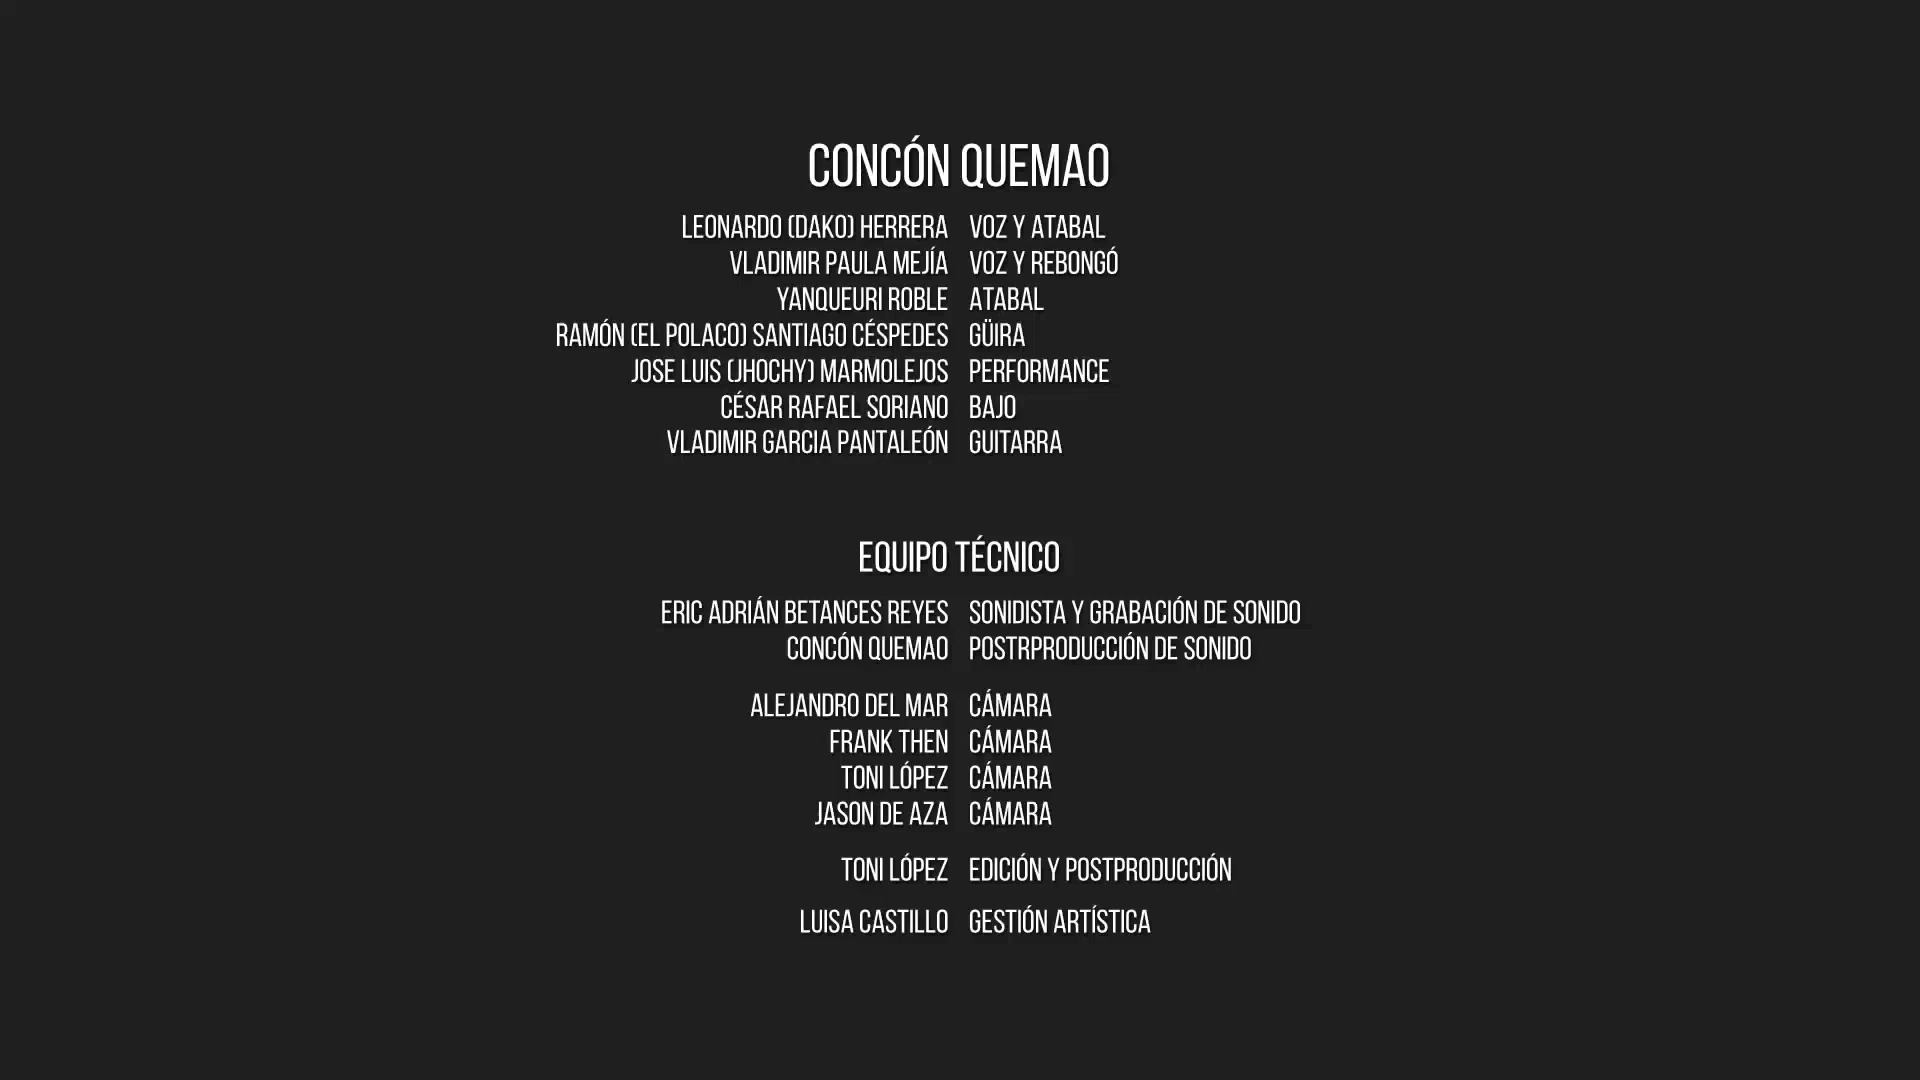 CONCÓN QUEMAO
LEONARDO (DAKO) HERRERA VOZ Y ATABAL
VLADIMIR PAULA MEJÍA VOZ Y REBONGÓ
YANQUEURI ROBLE ATABAL
RAMÓN (EL POLACO) SANTIAGO CÉSPEDES GÜIRA
JOSE LUIS (JHOCHY) MARMOLEJOS PERFORMANCE
CÉSAR RAFAEL SORIANO BAJO
VLADIMIR GARCIA PANTALEÓN GUITARRA
EQUIPO TÉCNICO
ERIC ADRIÁN BETANCES REYES SONIDISTA Y GRABACIÓN DE SONIDO
CONCÓN QUEMAO POSTRPRODUCCIÓN DE SONIDO
ALEJANDRO DEL MAR CÁMARA
FRANK THEN CÁMARA
TONI LÓPEZ CÁMARA
JASON DE AZA CÁMARA
TONI LÓPEZ EDICIÓN Y POSTPRODUCCIÓN
LUISA CASTILLO GESTIÓN ARTÍSTICA